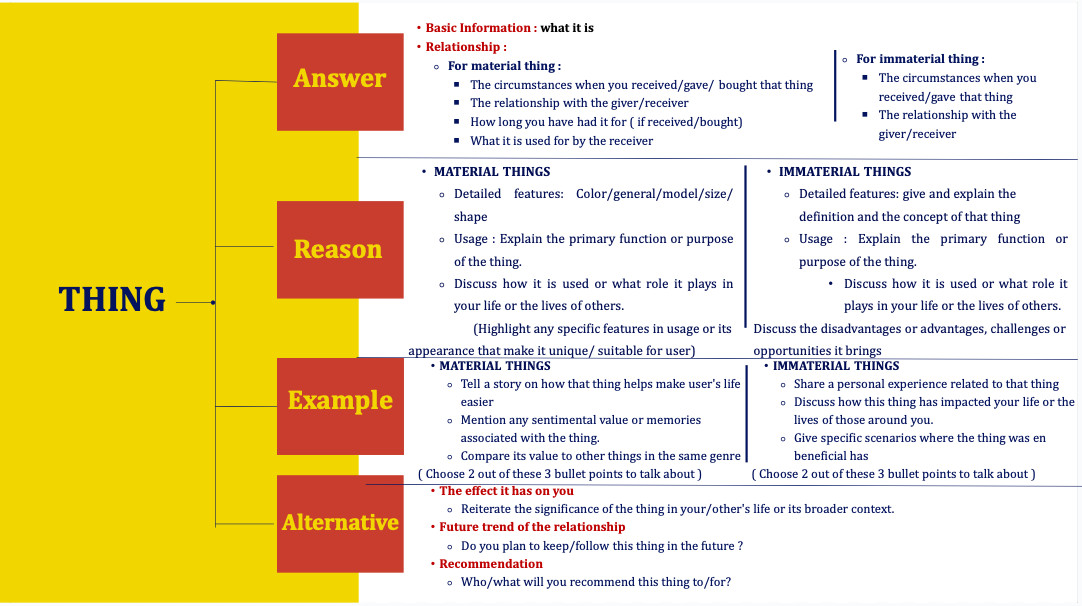 THING
Answer
• Basic Information : what it is
• Relationship :
○ For material thing :
▪ The circumstances when you received/gave/ bought that thing
▪ The relationship with the giver/receiver
▪ How long you have had it for ( if received/bought)
▪ What it is used for by the receiver
○ For immaterial thing :
▪ The circumstances when you
received/gave that thing
▪ The relationship with the
giver/receiver
Reason
• MATERIAL THINGS
○ Detailed features: Color/general/model/size/
shape
○ Usage : Explain the primary function or purpose
of the thing.
○ Discuss how it is used or what role it plays in
your life or the lives of others.
(Highlight any specific features in usage or its
appearance that make it unique/ suitable for user)
• IMMATERIAL THINGS
○ Detailed features: give and explain the
definition and the concept of that thing
○ Usage : Explain the primary function or
purpose of the thing.
• Discuss how it is used or what role it
plays in your life or the lives of others.
Discuss the disadvantages or advantages, challenges or
opportunities it brings
Example
• MATERIAL THINGS
○ Tell a story on how that thing helps make user's life
easier
○ Mention any sentimental value or memories
associated with the thing.
○ Compare its value to other things in the same genre
( Choose 2 out of these 3 bullet points to talk about )
• IMMATERIAL THINGS
○ Share a personal experience related to that thing
○ Discuss how this thing has impacted your life or the
lives of those around you.
○ Give specific scenarios where the thing was en
beneficial has
( Choose 2 out of these 3 bullet points to talk about )
Alternative
• The effect it has on you
○ Reiterate the significance of the thing in your/other's life or its broader context.
• Future trend of the relationship
○ Do you plan to keep/follow this thing in the future ?
• Recommendation
○ Who/what will you recommend this thing to/for?